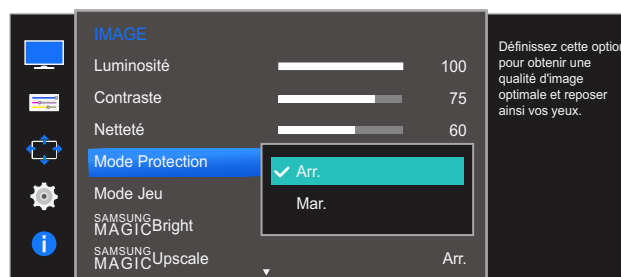 IMAGE
Luminosité 100
Contraste 75
Netteté 60
Mode Protection
Arr.
Mar.
Mode Jeu
SAMSUNG
MAGICBright
SAMSUNG
MAGICUpscale Arr.
Définissez cette option
pour obtenir une
qualité d'image
optimale et reposer
ainsi vos yeux.
i